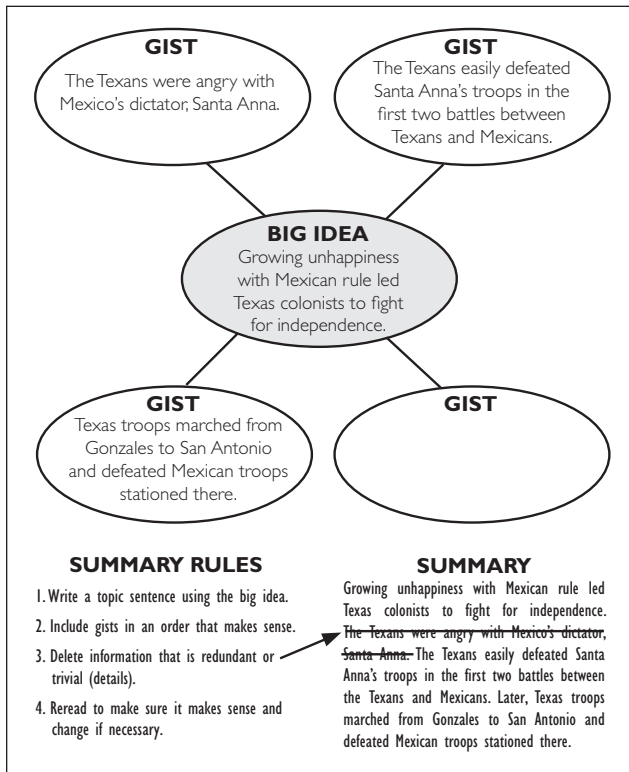 GIST
The Texans were angry with
Mexico's dictator, Santa Anna.
GIST
The Texans easily defeated
Santa Anna's troops in the
first two battles between
Texans and Mexicans.
BIG IDEA
Growing unhappiness
with Mexican rule led
Texas colonists to fight
for independence.
GIST
Texas troops marched from
Gonzales to San Antonio
and defeated Mexican troops
stationed there.
GIST
SUMMARY RULES
1. Write a topic sentence using the big idea.
2. Include gists in an order that makes sense.
3. Delete information that is redundant or
trivial (details).
4. Reread to make sure it makes sense and
change if necessary.
SUMMARY
Growing unhappiness with Mexican rule led
Texas colonists to fight for independence.
The Texans were angry with Mexico's dictator,
Santa Anna. The Texans easily defeated Santa
Anna's troops in the first two battles between
the Texans and Mexicans. Later, Texas troops
marched from Gonzales to San Antonio and
defeated Mexican troops stationed there.